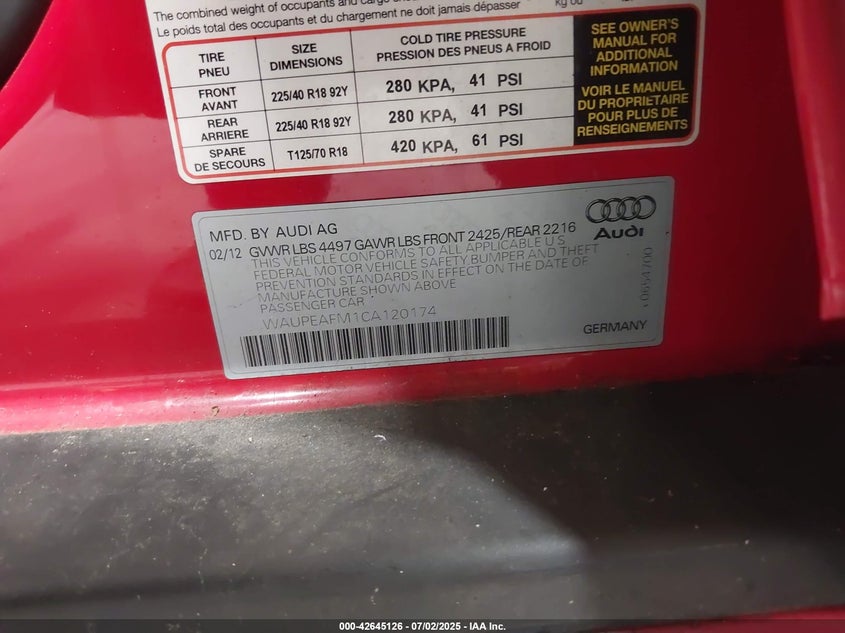 The combined weight of occupants and cargo
Le poids total des occupants et du chargement ne doit jamais dépasser kg ou
TIRE PNEU SIZE DIMENSIONS COLD TIRE PRESSURE PRESSION DES PNEUS A FROID
FRONT AVANT 225/40 R18 92Y 280 KPA, 41 PSI
REAR ARRIERE 225/40 R18 92Y 280 KPA, 41 PSI
SPARE DE SECOURS T125/70 R18 420 KPA, 61 PSI
SEE OWNER'S
MANUAL FOR
ADDITIONAL
INFORMATION
VOIR LE MANUEL
DU PROPRIETAIRE
POUR PLUS DE
RENSEIGNEMENTS
MFD. BY AUDI AG
02/12 GVWR LBS 4497 GAWR LBS FRONT 2425/REAR 2216
THIS VEHICLE CONFORMS TO ALL APPLICABLE U S
FEDERAL MOTOR VEHICLE SAFETY BUMPER AND THEFT
PREVENTION STANDARDS IN EFFECT ON THE DATE OF
MANUFACTURE SHOWN ABOVE
PASSENGER CAR
WAUPEAFM1CA120174
Audi
GERMANY
000-42645126 - 07/02/2025 - IAA Inc.